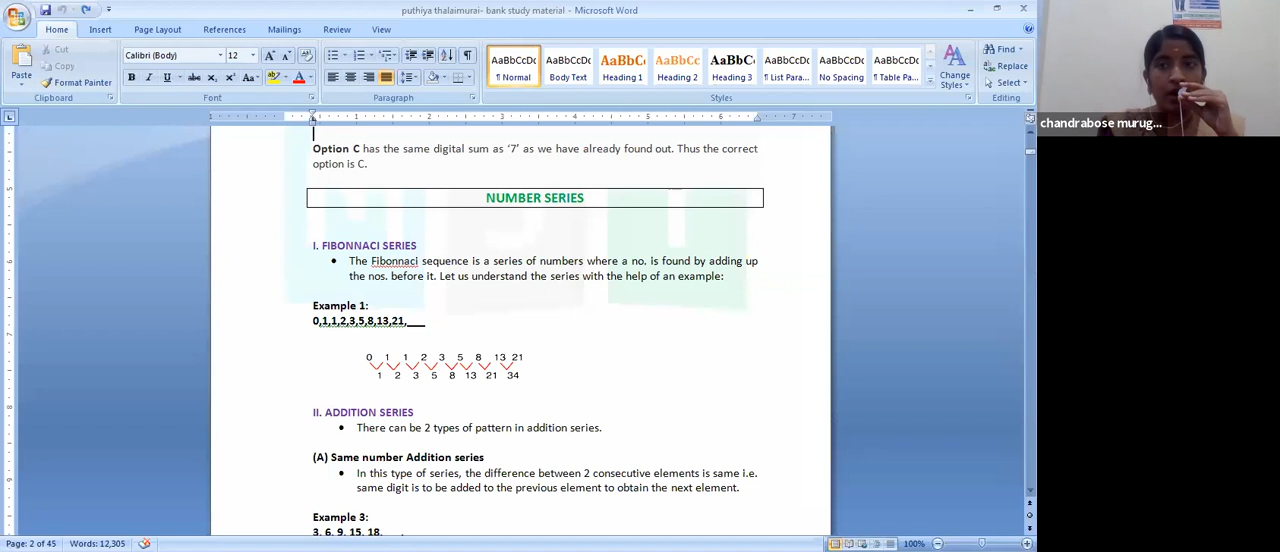 puthiya thalaimurai- bank study material - Microsoft Word
Home Insert Page Layout References Mailings Review View
Cut
Copy
Format Painter
Paste
Clipboard
Calibri (Body) 12
Font
Paragraph
AaBbCcDc AaBbCcDc AaBbC AaBbCcD AaBbC AaBbCcDc AaBbCcDc AaBbCcDc
¶ Normal Body Text Heading 1 Heading 2 Heading 3 ¶ List Para... ¶ No Spacing ¶ Table Pa...
Change Styles
Styles
Find
Replace
Select
Editing
chandrabose murug...
Option C has the same digital sum as ‘7’ as we have already found out. Thus the correct
option is C.
NUMBER SERIES
I. FIBONNACI SERIES
• The Fibonnaci sequence is a series of numbers where a no. is found by adding up
the nos. before it. Let us understand the series with the help of an example:
Example 1:
0,1,1,2,3,5,8,13,21,___
0 1 1 2 3 5 8 13 21
1 2 3 5 8 13 21 34
II. ADDITION SERIES
• There can be 2 types of pattern in addition series.
(A) Same number Addition series
• In this type of series, the difference between 2 consecutive elements is same i.e.
same digit is to be added to the previous element to obtain the next element.
Example 3:
3, 6, 9, 15, 18,
Page: 2 of 45 Words: 12,305 100%